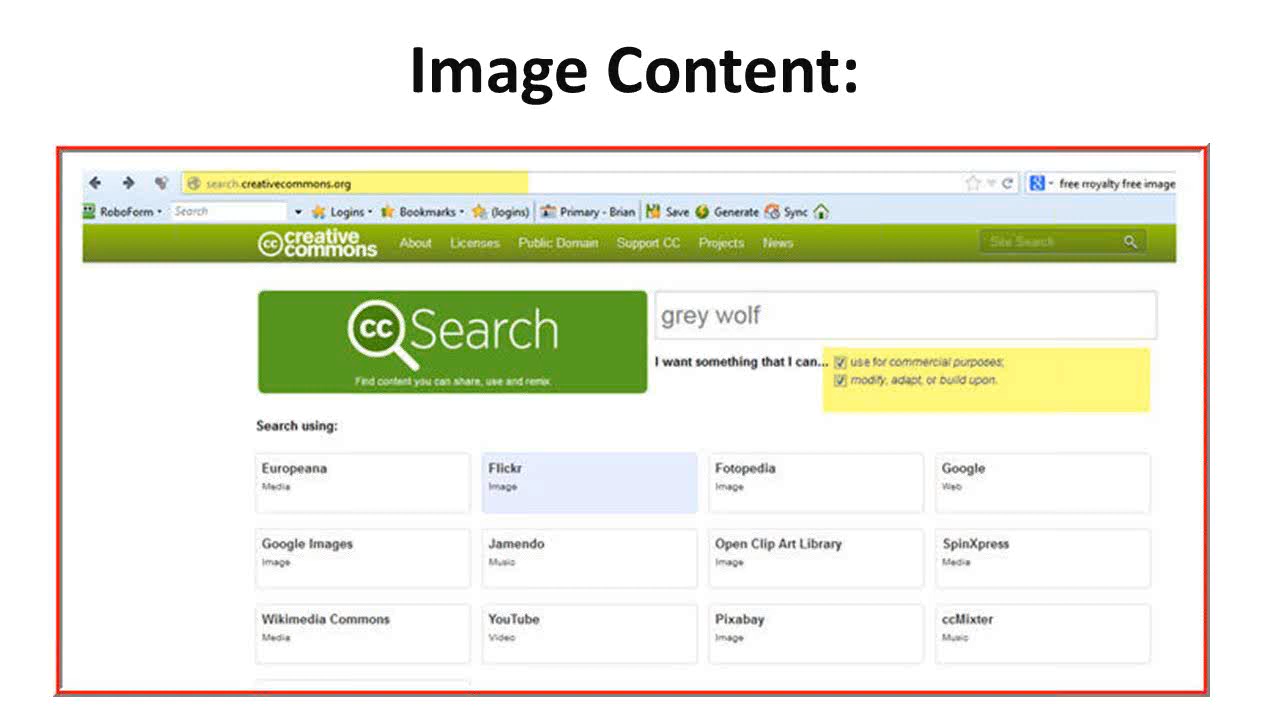 Image Content:
search.creativecommons.org
free rroyalty free image
RoboForm
Search
Logins
Bookmarks
(logins)
Primary - Brian
Save
Generate
Sync
cc creative commons
About
Licenses
Public Domain
Support CC
Projects
News
Site Search
cc Search
grey wolf
Find content you can share, use and remix
I want something that I can...
use for commercial purposes;
modify, adapt, or build upon.
Search using:
Europeana
Media
Flickr
Image
Fotopedia
Image
Google
Web
Google Images
Image
Jamendo
Music
Open Clip Art Library
Image
SpinXpress
Media
Wikimedia Commons
Media
YouTube
Video
Pixabay
Image
ccMixter
Music